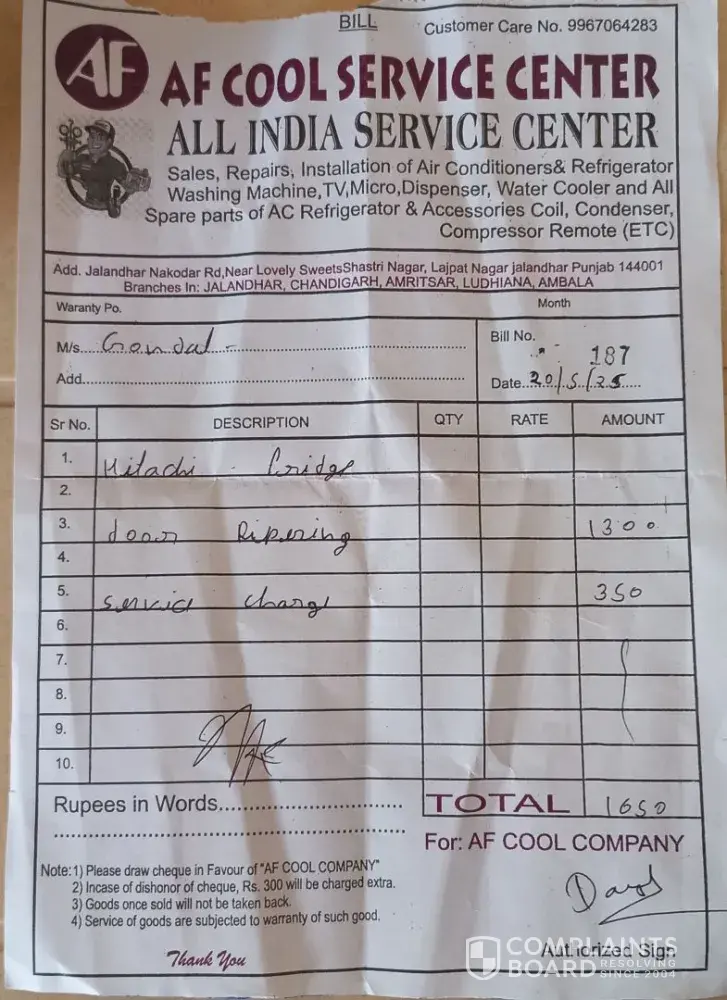 BILL
Customer Care No. 9967064283
AF
AF COOL SERVICE CENTER
ALL INDIA SERVICE CENTER
Sales, Repairs, Installation of Air Conditioners& Refrigerator
Washing Machine,TV,Micro,Dispenser, Water Cooler and All
Spare parts of AC Refrigerator & Accessories Coil, Condenser,
Compressor Remote (ETC)
Add. Jalandhar Nakodar Rd,Near Lovely SweetsShastri Nagar, Lajpat Nagar jalandhar Punjab 144001
Branches In: JALANDHAR, CHANDIGARH, AMRITSAR, LUDHIANA, AMBALA
Warranty Po. Month
M/s. Gondal -
Bill No. 187
Add.
Date. 20/5/25
Sr No. DESCRIPTION QTY RATE AMOUNT
1. Hitachi - fridge
2.
3. door Ripering 1300
4.
5. service charge 350
6.
7.
8.
9.
10.
Rupees in Words
TOTAL 1650
For: AF COOL COMPANY
Note: 1) Please draw cheque in Favour of "AF COOL COMPANY"
2) Incase of dishonor of cheque, Rs. 300 will be charged extra.
3) Goods once sold will not be taken back.
4) Service of goods are subjected to warranty of such good.
Thank You
Authorized Sign
COMPLAINTS
BOARD RESOLVING SINCE 2004